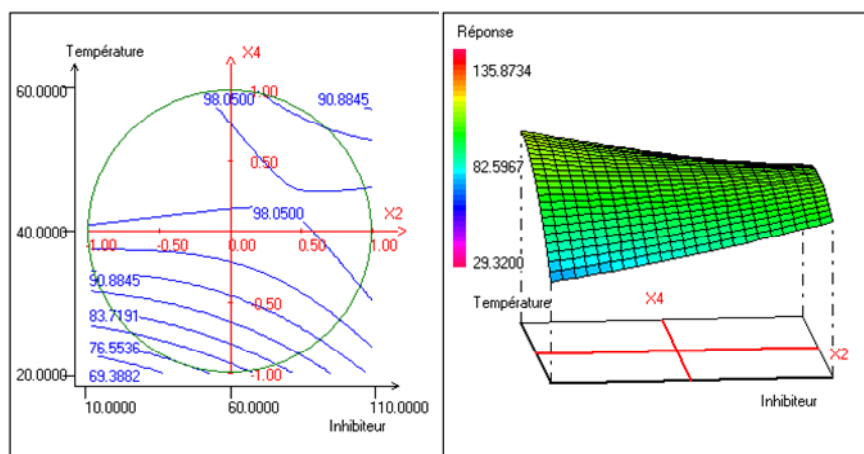 Température
X4
60.0000
1.00
98.0500
90.8845
0.50
98.0500
X2
40.0000
-1.00
-0.50
0.00
0.50
1.00
90.8845
-0.50
83.7191
76.5536
20.0000
69.3882
-1.00
10.0000
60.0000
110.0000
Inhibiteur
Réponse
135.8734
82.5967
29.3200
Température
X4
X2
Inhibiteur